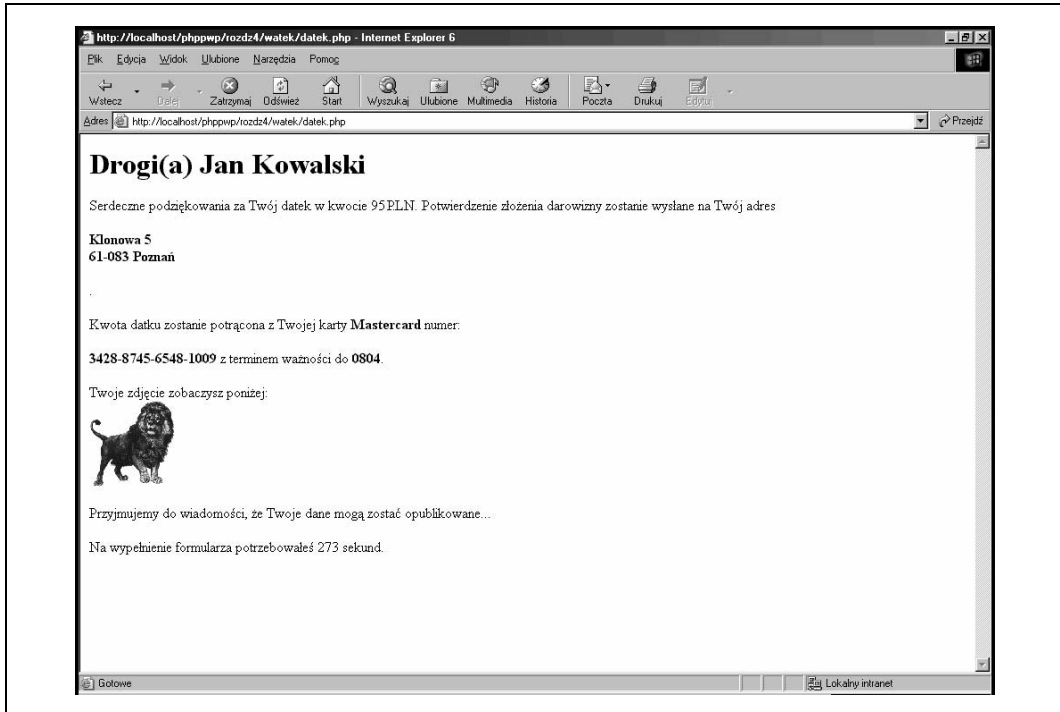 http://localhost/phppwp/rozdz4/watek/datek.php - Internet Explorer 6
Plik Edycja Widok Ulubione Narzędzia Pomoc
Wstecz Dalej Zatrzymaj Odśwież Start Wyszukaj Ulubione Multimedia Historia Poczta Drukuj Edytuj
Adres http://localhost/phppwp/rozdz4/watek/datek.php Przejdź
Drogi(a) Jan Kowalski
Serdeczne podziękowania za Twój datek w kwocie 95PLN. Potwierdzenie złożenia darowizny zostanie wysłane na Twój adres
Klonowa 5
61-083 Poznań
.
Kwota datku zostanie potrącona z Twojej karty Mastercard numer:
3428-8745-6548-1009 z terminem ważności do 0804.
Twoje zdjęcie zobaczysz poniżej:
Przyjmujemy do wiadomości, że Twoje dane mogą zostać opublikowane...
Na wypełnienie formularza potrzebowałeś 273 sekund.
Gotowe Lokalny intranet